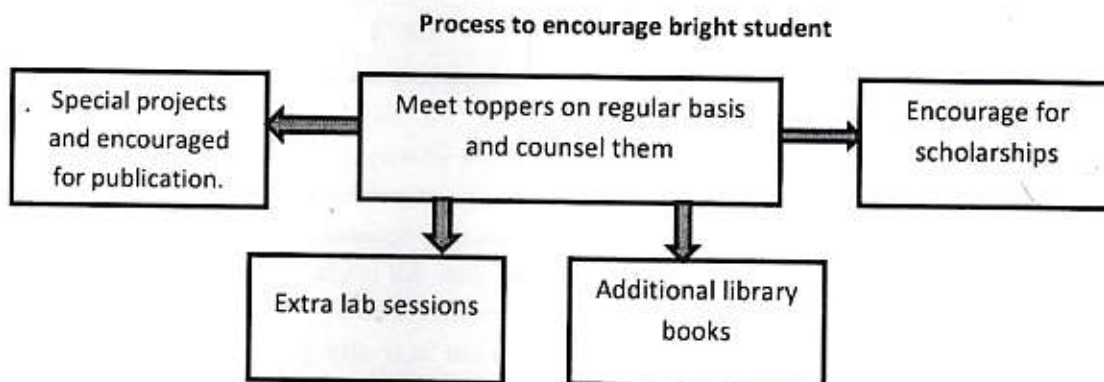 Process to encourage bright student
Special projects
and encouraged
for publication.
Meet toppers on regular basis
and counsel them
Encourage for
scholarships
Extra lab sessions
Additional library
books